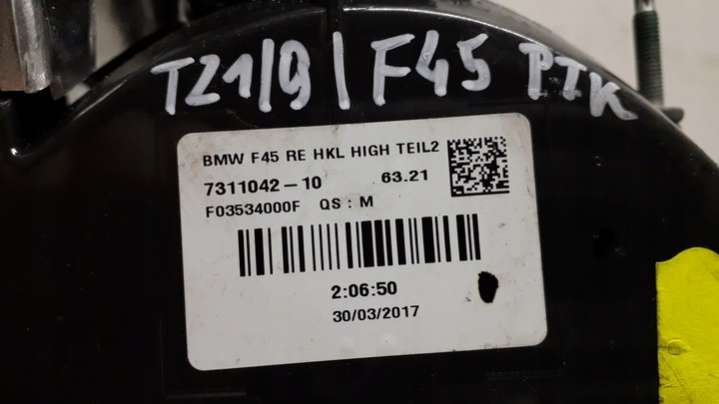 T21/9 / F45 PTK
BMW F45 RE HKL HIGH TEIL2
7311042-10 63.21
F03534000F QS : M
2:06:50
30/03/2017